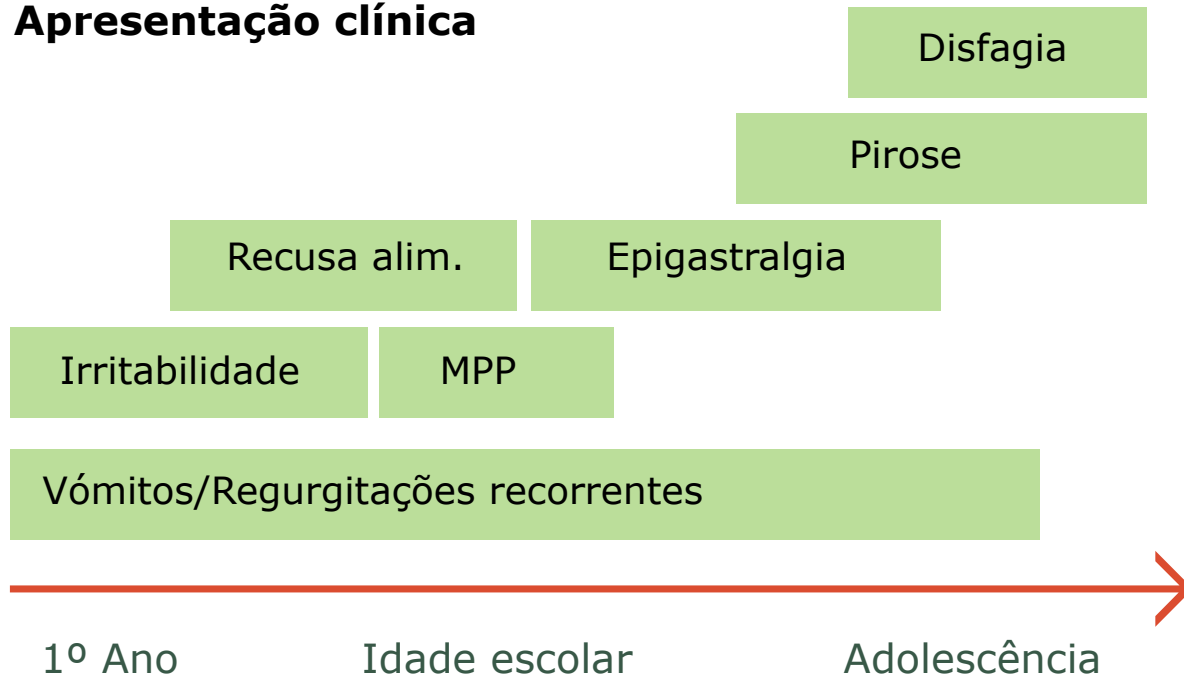 Apresentação clínica
Disfagia
Pirose
Recusa alim.
Epigastralgia
Irritabilidade
MPP
Vómitos/Regurgitações recorrentes
1º Ano
Idade escolar
Adolescência